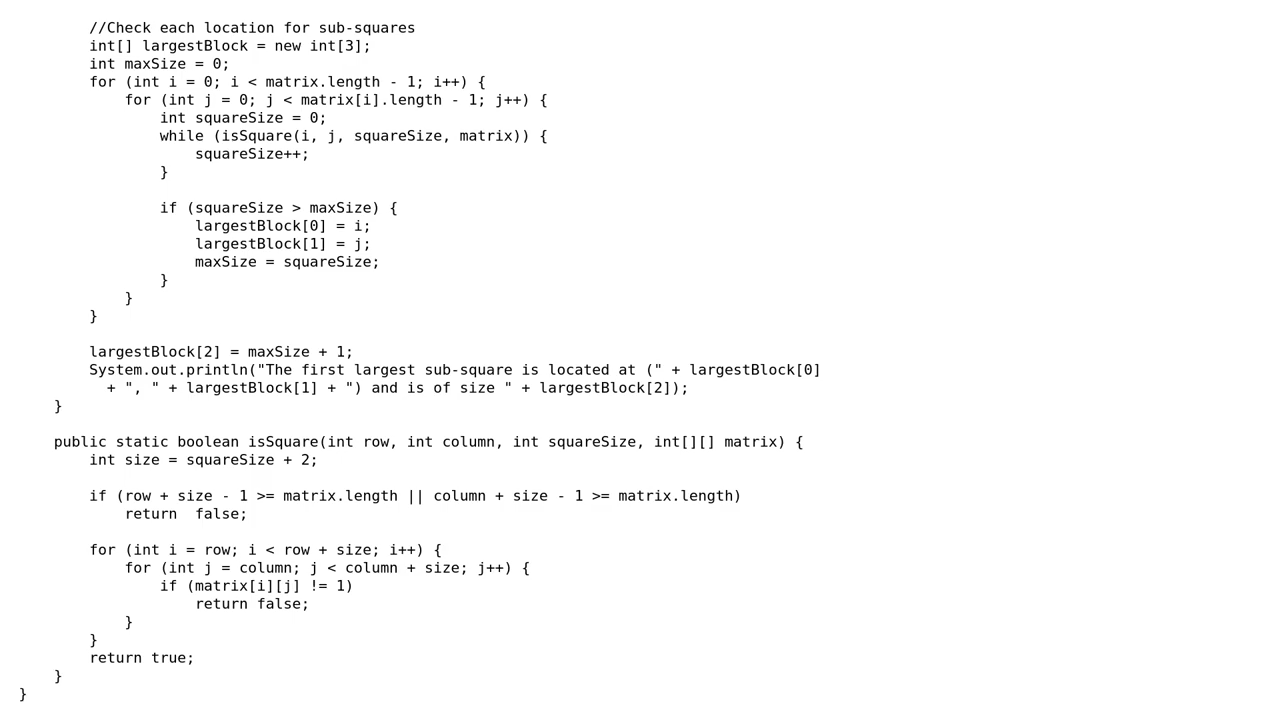 //Check each location for sub-squares
int[] largestBlock = new int[3];
int maxSize = 0;
for (int i = 0; i < matrix.length - 1; i++) {
for (int j = 0; j < matrix[i].length - 1; j++) {
int squareSize = 0;
while (isSquare(i, j, squareSize, matrix)) {
squareSize++;
}
if (squareSize > maxSize) {
largestBlock[0] = i;
largestBlock[1] = j;
maxSize = squareSize;
}
}
}
largestBlock[2] = maxSize + 1;
System.out.println("The first largest sub-square is located at (" + largestBlock[0]
+ ", " + largestBlock[1] + ") and is of size " + largestBlock[2]);
}
public static boolean isSquare(int row, int column, int squareSize, int[][] matrix) {
int size = squareSize + 2;
if (row + size - 1 >= matrix.length || column + size - 1 >= matrix.length)
return  false;
for (int i = row; i < row + size; i++) {
for (int j = column; j < column + size; j++) {
if (matrix[i][j] != 1)
return false;
}
}
return true;
}
}